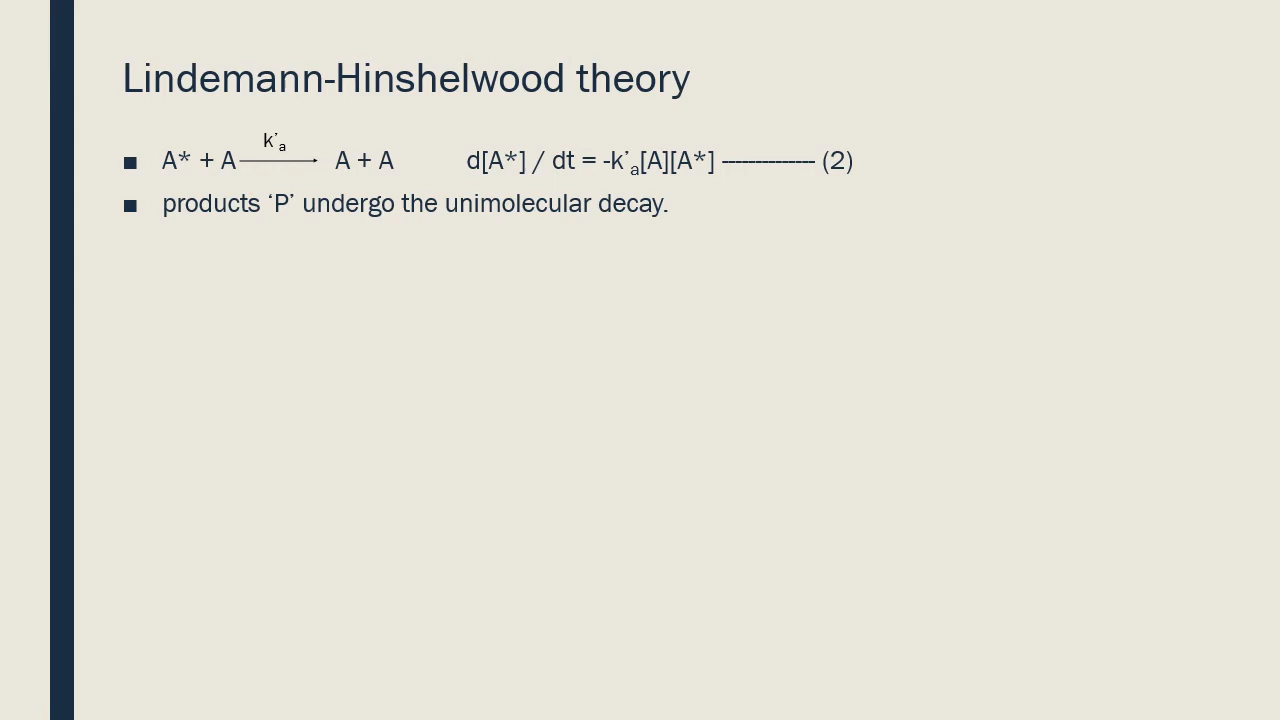 Lindemann-Hinshelwood theory
k’a
■ A* + A ⟶ A + A d[A*] / dt = -k’a[A][A*] -------------- (2)
■ products ‘P’ undergo the unimolecular decay.